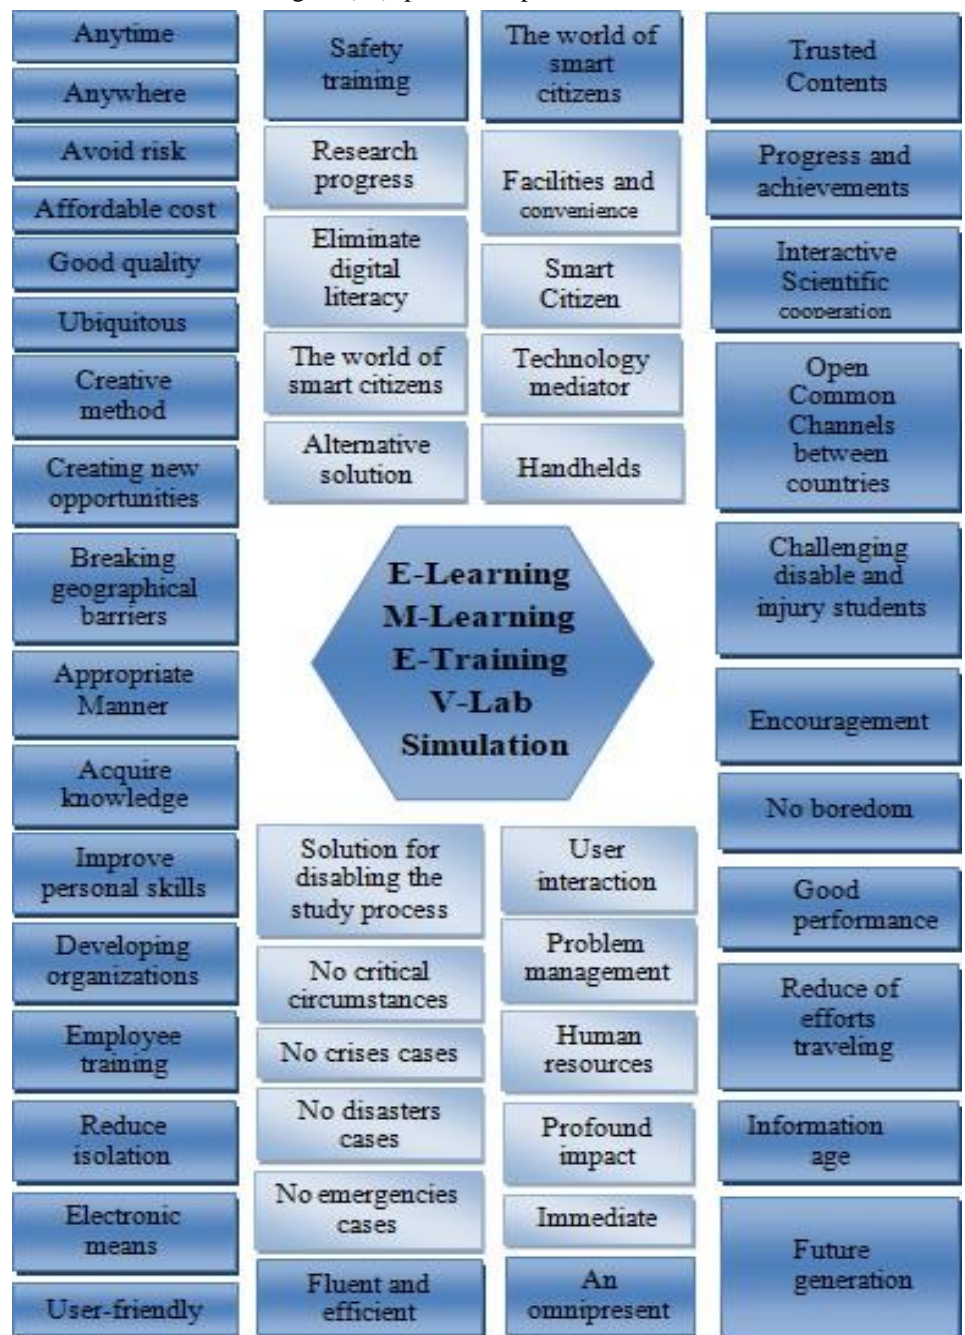 Anytime
Anywhere
Avoid risk
Affordable cost
Good quality
Ubiquitous
Creative
method
Creating new
opportunities
Breaking
geographical
barriers
Appropriate
Manner
Acquire
knowledge
Improve
personal skills
Developing
organizations
Employee
training
Reduce
isolation
Electronic
means
User-friendly
Safety
training
Research
progress
Eliminate
digital
literacy
The world of
smart citizens
Alternative
solution
The world of
smart
citizens
Facilities and
convenience
Smart
Citizen
Technology
mediator
Handhelds
E-Learning
M-Learning
E-Training
V-Lab
Simulation
Solution for
disabling the
study process
No critical
circumstances
No crises cases
No disasters
cases
No emergencies
cases
Fluent and
efficient
User
interaction
Problem
management
Human
resources
Profound
impact
Immediate
An
omnipresent
Trusted
Contents
Progress and
achievements
Interactive
Scientific
cooperation
Open
Common
Channels
between
countries
Challenging
disable and
injury students
Encouragement
No boredom
Good
performance
Reduce of
efforts
traveling
Information
age
Future
generation